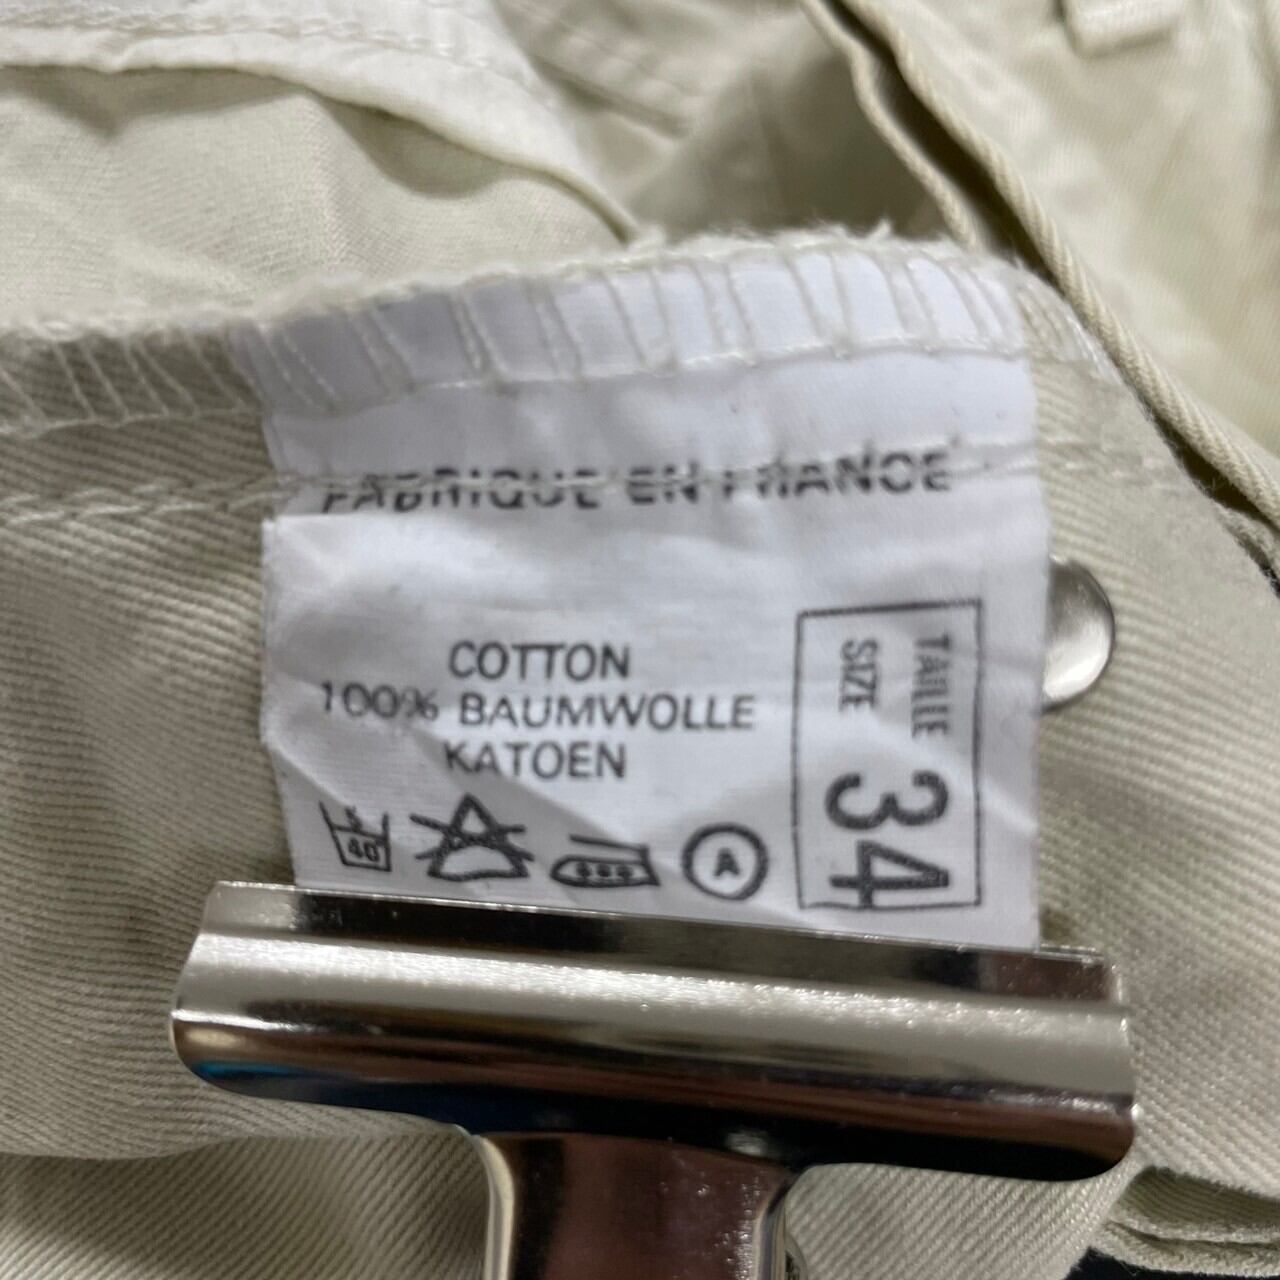 FABRIQUE EN FRANCE
COTTON
100% BAUMWOLLE
KATOEN
40
A
TAILLE
SIZE
34